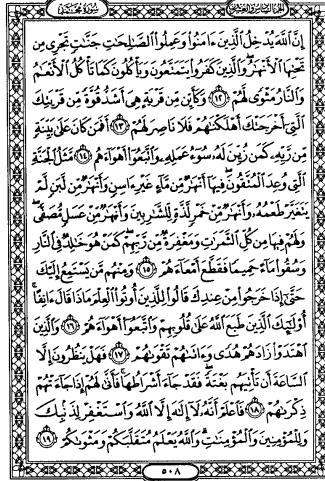 الجزء السادس والعشرون سورة محمد
إِنَّ ٱللَّهَ يُدْخِلُ ٱلَّذِينَ ءَامَنُوا۟ وَعَمِلُوا۟ ٱلصَّـٰلِحَـٰتِ جَنَّـٰتٍ تَجْرِى مِن
تَحْتِهَا ٱلْأَنْهَـٰرُ وَٱلَّذِينَ كَفَرُوا۟ يَتَمَتَّعُونَ وَيَأْكُلُونَ كَمَا تَأْكُلُ ٱلْأَنْعَـٰمُ
وَٱلنَّارُ مَثْوًى لَّهُمْ ﴿١٢﴾ وَكَأَيِّن مِّن قَرْيَةٍ هِىَ أَشَدُّ قُوَّةً مِّن قَرْيَتِكَ
ٱلَّتِىٓ أَخْرَجَتْكَ أَهْلَكْنَـٰهُمْ فَلَا نَاصِرَ لَهُمْ ﴿١٣﴾ أَفَمَن كَانَ عَلَىٰ بَيِّنَةٍ
مِّن رَّبِّهِۦ كَمَن زُيِّنَ لَهُۥ سُوٓءُ عَمَلِهِۦ وَٱتَّبَعُوٓا۟ أَهْوَآءَهُم ﴿١٤﴾ مَّثَلُ ٱلْجَنَّةِ
ٱلَّتِى وُعِدَ ٱلْمُتَّقُونَ ۖ فِيهَآ أَنْهَـٰرٌ مِّن مَّآءٍ غَيْرِ ءَاسِنٍ وَأَنْهَـٰرٌ مِّن لَّبَنٍ لَّمْ
يَتَغَيَّرْ طَعْمُهُۥ وَأَنْهَـٰرٌ مِّنْ خَمْرٍ لَّذَّةٍ لِّلشَّـٰرِبِينَ وَأَنْهَـٰرٌ مِّنْ عَسَلٍ مُّصَفًّى ۖ
وَلَهُمْ فِيهَا مِن كُلِّ ٱلثَّمَرَٰتِ وَمَغْفِرَةٌ مِّن رَّبِّهِمْ ۖ كَمَنْ هُوَ خَـٰلِدٌ فِى ٱلنَّارِ
وَسُقُوا۟ مَآءً حَمِيمًا فَقَطَّعَ أَمْعَآءَهُمْ ﴿١٥﴾ وَمِنْهُم مَّن يَسْتَمِعُ إِلَيْكَ
حَتَّىٰٓ إِذَا خَرَجُوا۟ مِنْ عِندِكَ قَالُوا۟ لِلَّذِينَ أُوتُوا۟ ٱلْعِلْمَ مَاذَا قَالَ ءَانِفًا ۚ
أُو۟لَـٰٓئِكَ ٱلَّذِينَ طَبَعَ ٱللَّهُ عَلَىٰ قُلُوبِهِمْ وَٱتَّبَعُوٓا۟ أَهْوَآءَهُمْ ﴿١٦﴾ وَٱلَّذِينَ
ٱهْتَدَوْا۟ زَادَهُمْ هُدًى وَءَاتَىٰهُمْ تَقْوَىٰهُمْ ﴿١٧﴾ فَهَلْ يَنظُرُونَ إِلَّا
ٱلسَّاعَةَ أَن تَأْتِيَهُم بَغْتَةً ۖ فَقَدْ جَآءَ أَشْرَاطُهَا ۚ فَأَنَّىٰ لَهُمْ إِذَا جَآءَتْهُمْ
ذِكْرَىٰهُمْ ﴿١٨﴾ فَٱعْلَمْ أَنَّهُۥ لَآ إِلَـٰهَ إِلَّا ٱللَّهُ وَٱسْتَغْفِرْ لِذَنۢبِكَ
وَلِلْمُؤْمِنِينَ وَٱلْمُؤْمِنَـٰتِ ۗ وَٱللَّهُ يَعْلَمُ مُتَقَلَّبَكُمْ وَمَثْوَىٰكُمْ ﴿١٩﴾
٥٠٨